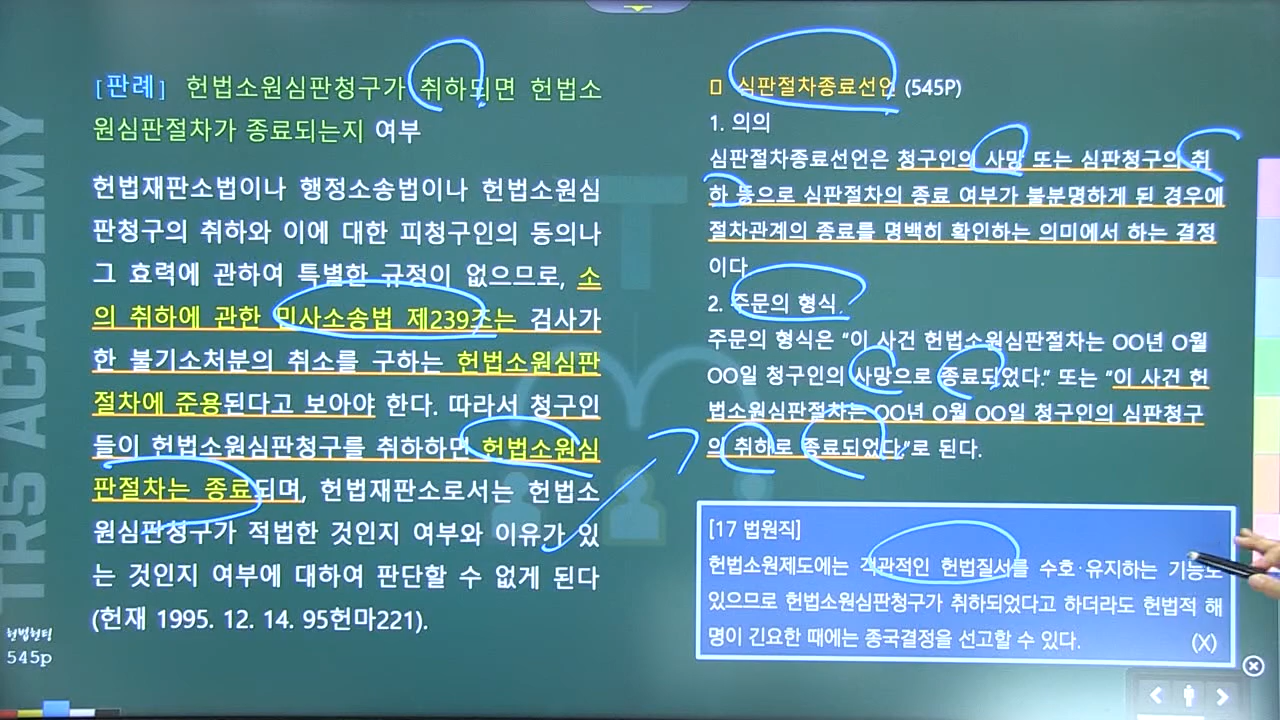 [판례] 헌법소원심판청구가 취하되면 헌법소
원심판절차가 종료되는지 여부
헌법재판소법이나 행정소송법이나 헌법소원심
판청구의 취하와 이에 대한 피청구인의 동의나
그 효력에 관하여 특별한 규정이 없으므로, 소
의 취하에 관한 민사소송법 제239조는 검사가
한 불기소처분의 취소를 구하는 헌법소원심판
절차에 준용된다고 보아야 한다. 따라서 청구인
들이 헌법소원심판청구를 취하하면 헌법소원심
판절차는 종료되며, 헌법재판소로서는 헌법소
원심판청구가 적법한 것인지 여부와 이유가 있
는 것인지 여부에 대하여 판단할 수 없게 된다
(헌재 1995. 12. 14. 95헌마221).
심판절차종료선언 (545P)
1. 의의
심판절차종료선언은 청구인의 사망 또는 심판청구의 취
하 등으로 심판절차의 종료 여부가 불분명하게 된 경우에
절차관계의 종료를 명백히 확인하는 의미에서 하는 결정
이다
2. 주문의 형식.
주문의 형식은 “이 사건 헌법소원심판절차는 OO년 O월
OO일 청구인의 사망으로 종료되었다.” 또는 “이 사건 헌
법소원심판절차는 OO년 O월 OO일 청구인의 심판청구
의 취하로 종료되었다.”로 된다.
[17 법원직]
헌법소원제도에는 객관적인 헌법질서를 수호·유지하는 기능도
있으므로 헌법소원심판청구가 취하되었다고 하더라도 헌법적 해
명이 긴요한 때에는 종국결정을 선고할 수 있다. (X)
TRS ACADEMY
헌법헌팅
545p